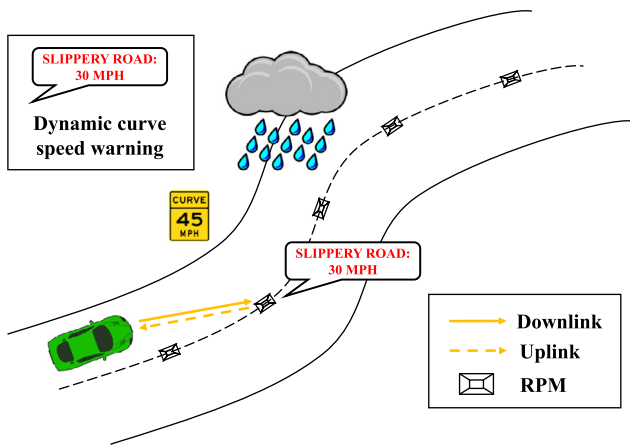 SLIPPERY ROAD:
30 MPH
Dynamic curve
speed warning
CURVE
45
MPH
SLIPPERY ROAD:
30 MPH
Downlink
Uplink
RPM